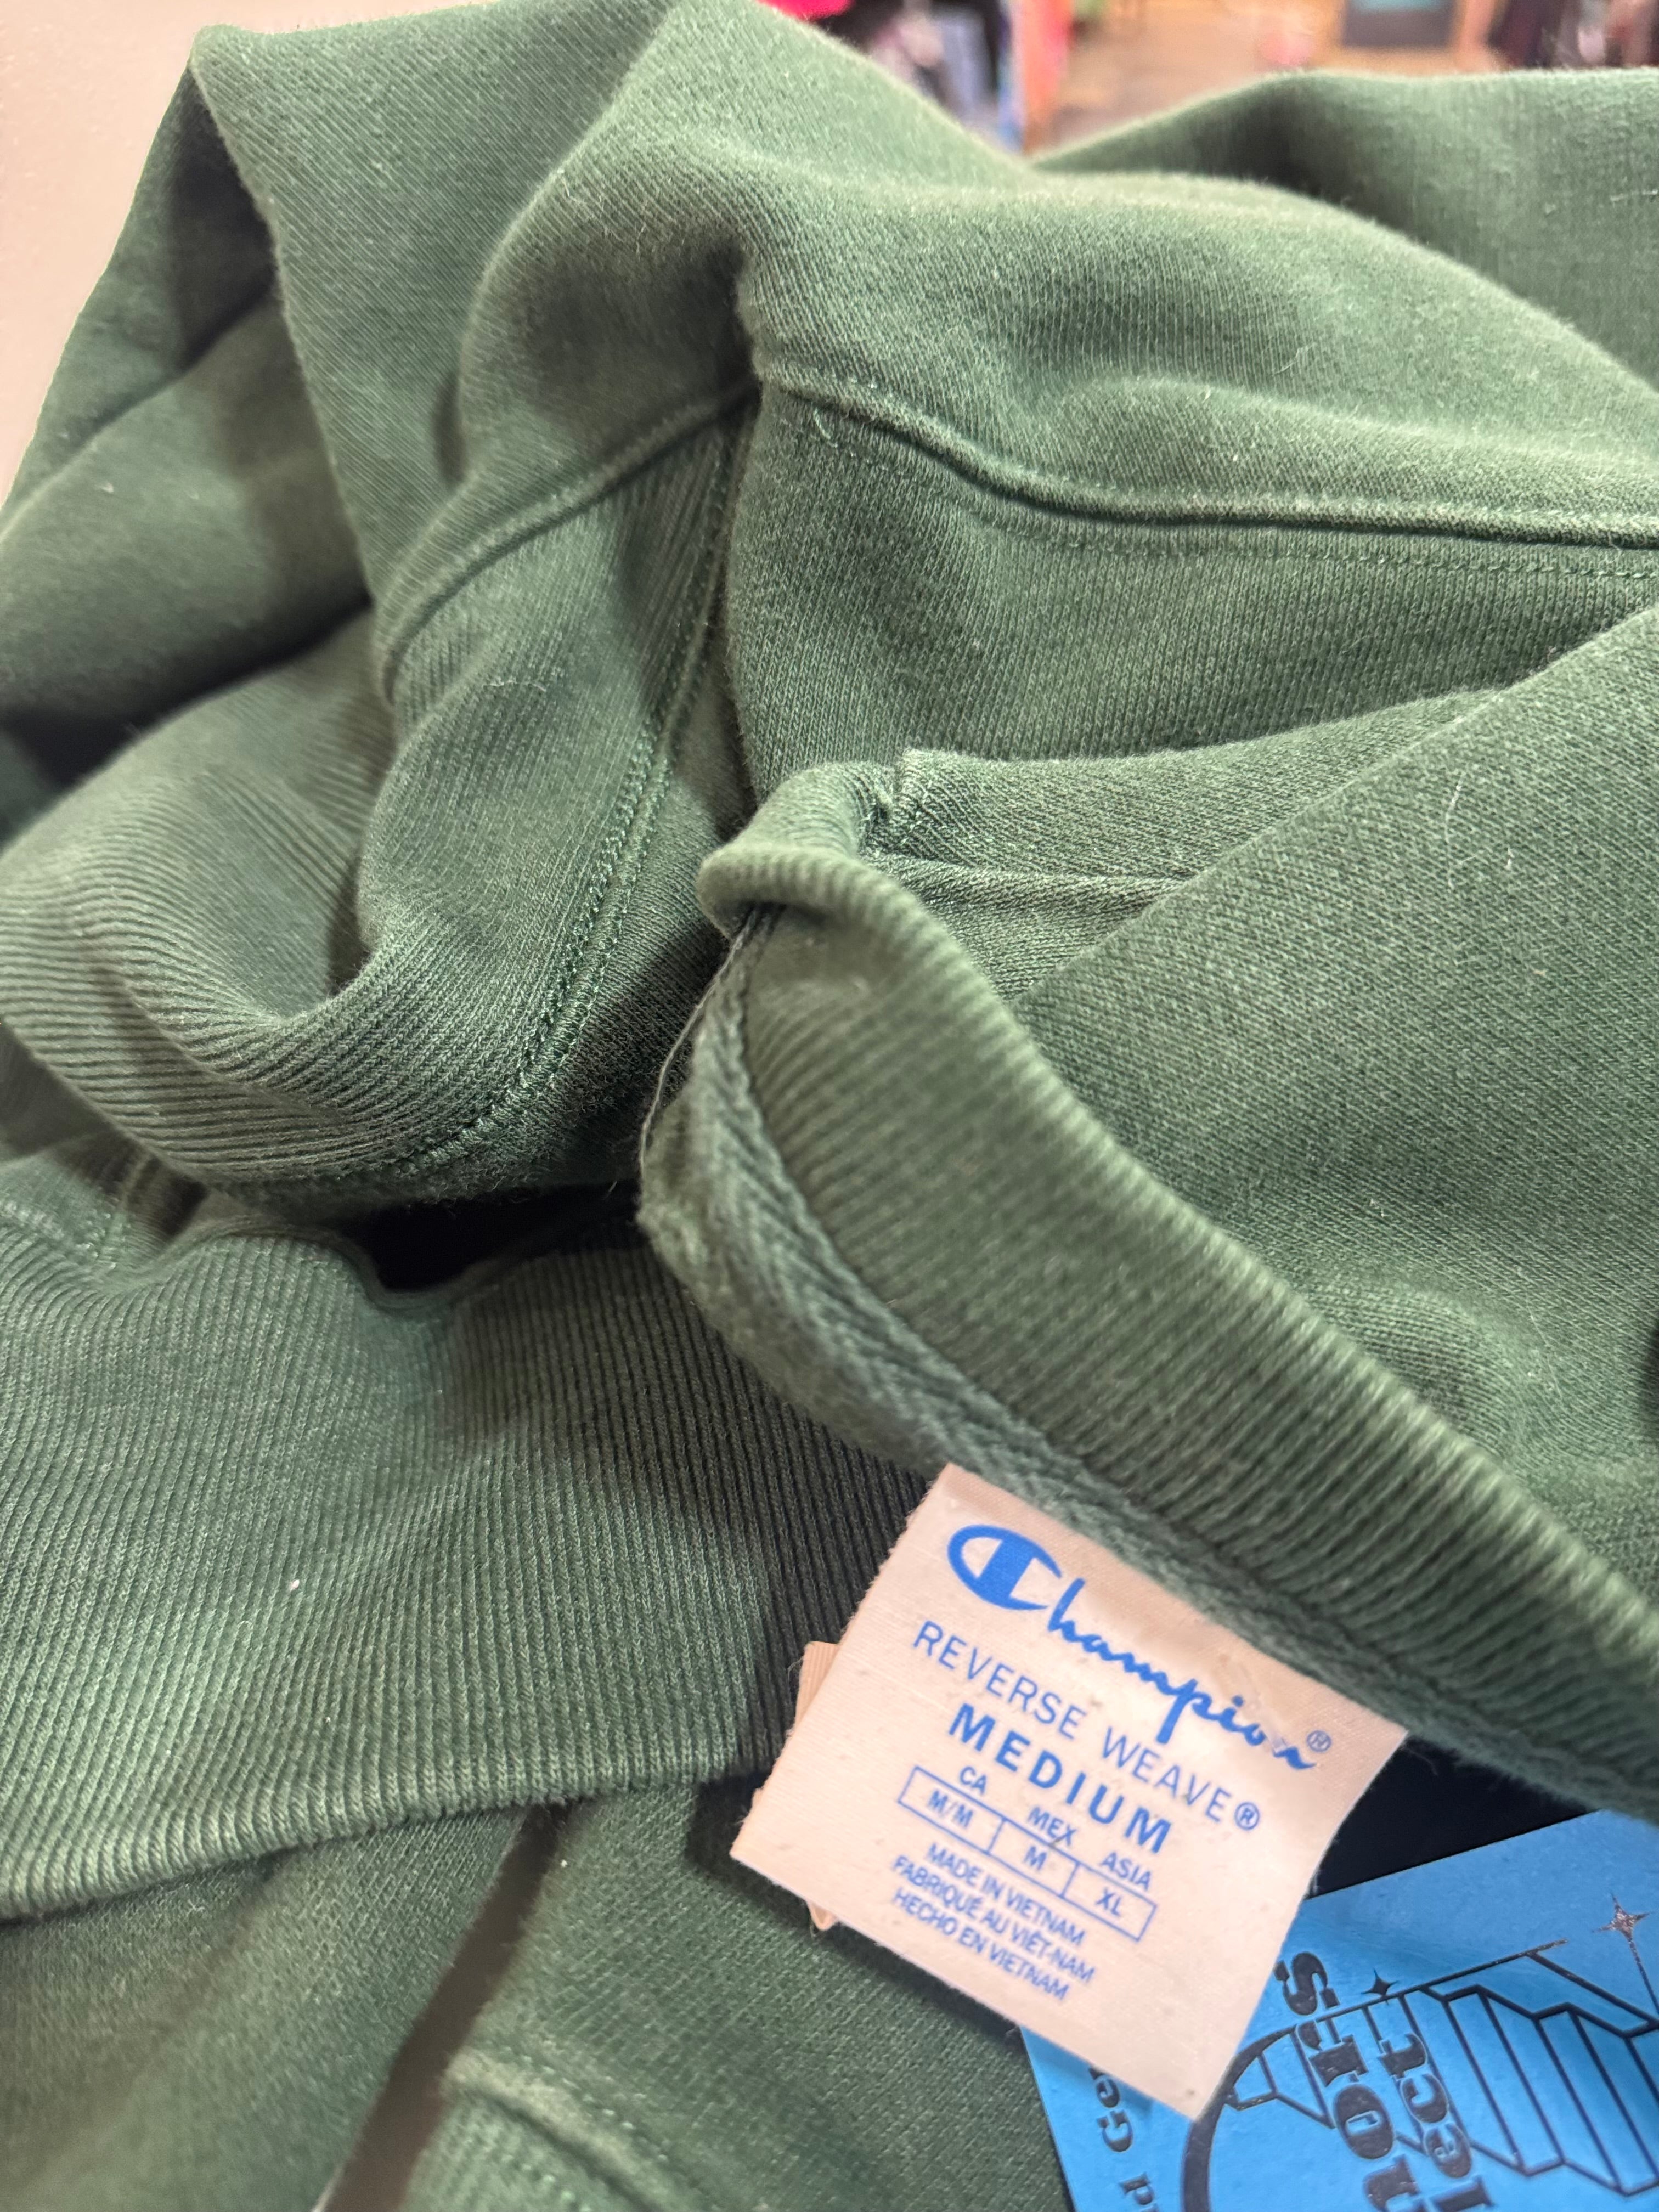 Champion®
REVERSE WEAVE®
MEDIUM
CA MEX ASIA
M/M M XL
MADE IN VIETNAM
FABRIQUÉ AU VIÊT-NAM
HECHO EN VIETNAM